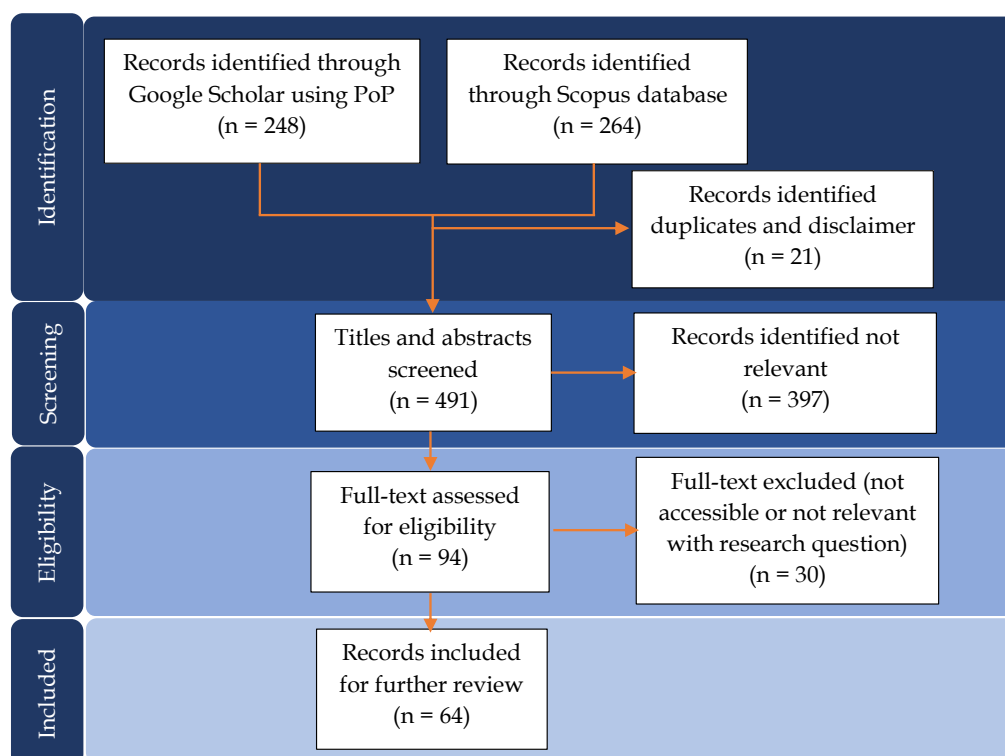 Identification
Records identified through
Google Scholar using PoP
(n = 248)
Records identified
through Scopus database
(n = 264)
Records identified
duplicates and disclaimer
(n = 21)
Screening
Titles and abstracts
screened
(n = 491)
Records identified not
relevant
(n = 397)
Eligibility
Full-text assessed
for eligibility
(n = 94)
Full-text excluded (not
accessible or not relevant
with research question)
(n = 30)
Included
Records included
for further review
(n = 64)